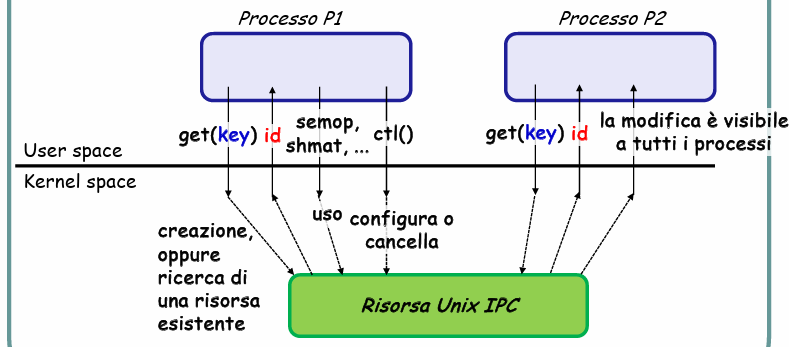 Processo P1
Processo P2
get(key) id
semop,
shmat, ...
ctl()
get(key) id
la modifica è visibile
a tutti i processi
User space
Kernel space
creazione,
oppure
ricerca di
una risorsa
esistente
uso
configura o
cancella
Risorsa Unix IPC